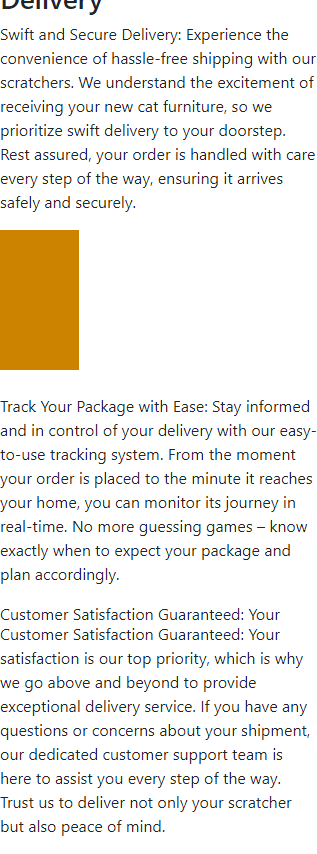 Delivery
Swift and Secure Delivery: Experience the
convenience of hassle-free shipping with our
scratchers. We understand the excitement of
receiving your new cat furniture, so we
prioritize swift delivery to your doorstep.
Rest assured, your order is handled with care
every step of the way, ensuring it arrives
safely and securely.
Track Your Package with Ease: Stay informed
and in control of your delivery with our easy-
to-use tracking system. From the moment
your order is placed to the minute it reaches
your home, you can monitor its journey in
real-time. No more guessing games – know
exactly when to expect your package and
plan accordingly.
Customer Satisfaction Guaranteed: Your
Customer Satisfaction Guaranteed: Your
satisfaction is our top priority, which is why
we go above and beyond to provide
exceptional delivery service. If you have any
questions or concerns about your shipment,
our dedicated customer support team is
here to assist you every step of the way.
Trust us to deliver not only your scratcher
but also peace of mind.